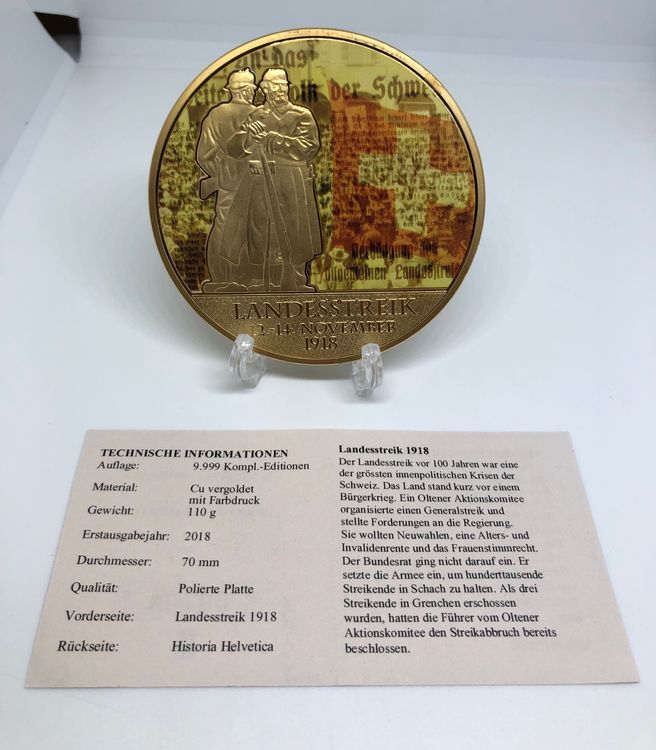 an das
der Schwe
Verfügung
allgemeinen Landesstrei
LANDESSTREIK
12.-14. NOVEMBER
1918
TECHNISCHE INFORMATIONEN
Auflage: 9.999 Kompl.-Editionen
Material: Cu vergoldet
mit Farbdruck
Gewicht: 110 g
Erstausgabejahr: 2018
Durchmesser: 70 mm
Qualität: Polierte Platte
Vorderseite: Landesstreik 1918
Rückseite: Historia Helvetica
Landesstreik 1918
Der Landesstreik vor 100 Jahren war eine
der grössten innenpolitischen Krisen der
Schweiz. Das Land stand kurz vor einem
Bürgerkrieg. Ein Oltener Aktionskomitee
organisierte einen Generalstreik und
stellte Forderungen an die Regierung.
Sie wollten Neuwahlen, eine Alters- und
Invalidenrente und das Frauenstimmrecht.
Der Bundesrat ging nicht darauf ein. Er
setzte die Armee ein, um hunderttausende
Streikende in Schach zu halten. Als drei
Streikende in Grenchen erschossen
wurden, hatten die Führer vom Oltener
Aktionskomitee den Streikabbruch bereits
beschlossen.